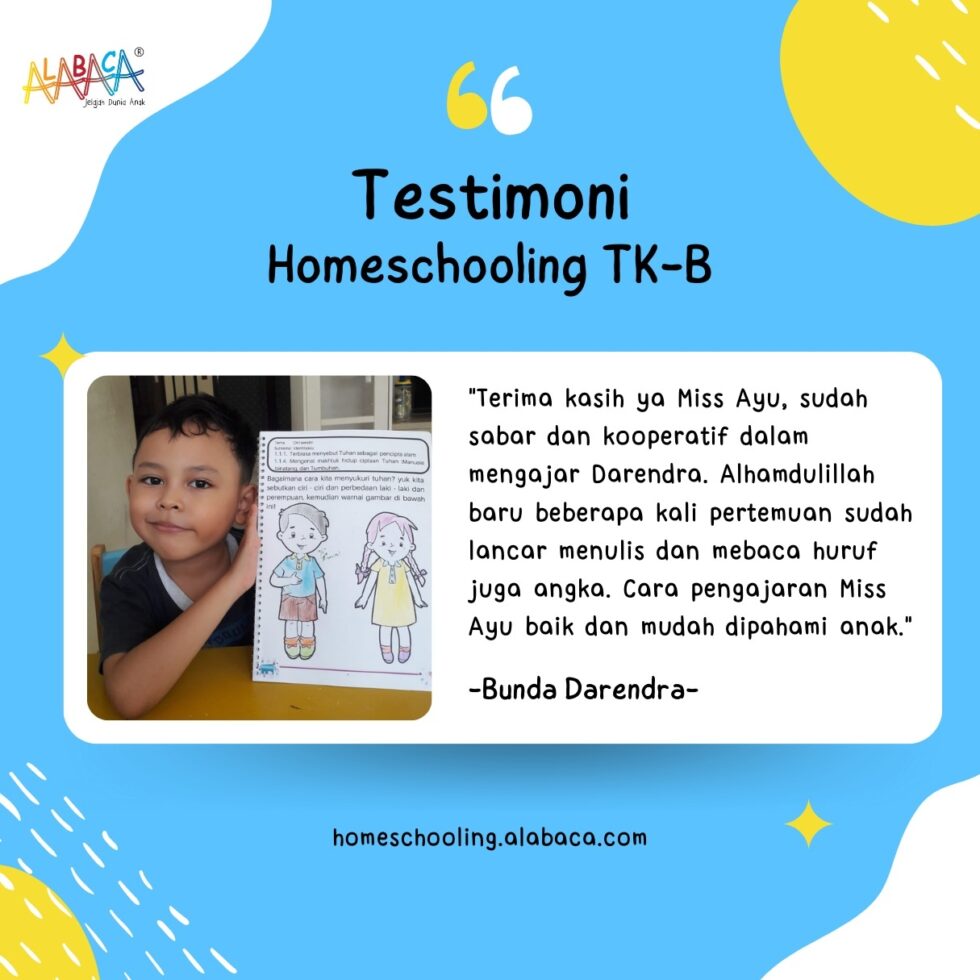 ALABACA®
Jelajah Dunia Anak
Testimoni
Homeschooling TK-B
Tema
1.1.1. Terbiasa menyebut Tuhan sebagai pencipta alam
1.1.4. Mengenal makhluk hidup ciptaan Tuhan (Manusia,
binatang, dan Tumbuhan.
Bagaimana cara kita menyukuri tuhan? yuk kita
sebutkan ciri - ciri dan perbedaan laki - laki dan
perempuan, kemudian warnai gambar di bawah
ini!
"Terima kasih ya Miss Ayu, sudah
sabar dan kooperatif dalam
mengajar Darendra. Alhamdulillah
baru beberapa kali pertemuan sudah
lancar menulis dan mebaca huruf
juga angka. Cara pengajaran Miss
Ayu baik dan mudah dipahami anak."
-Bunda Darendra-
homeschooling.alabaca.com